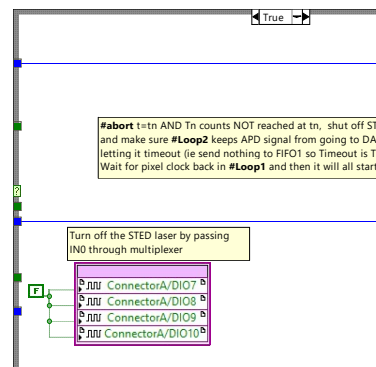 True
#abort t=tn AND Tn counts NOT reached at tn, shut off ST
and make sure #Loop2 keeps APD signal from going to DA
letting it timeout (ie send nothing to FIFO1 so Timeout is T
Wait for pixel clock back in #Loop1 and then it will all start
?
Turn off the STED laser by passing
IN0 through multiplexer
F
ConnectorA/DIO7
ConnectorA/DIO8
ConnectorA/DIO9
ConnectorA/DIO10